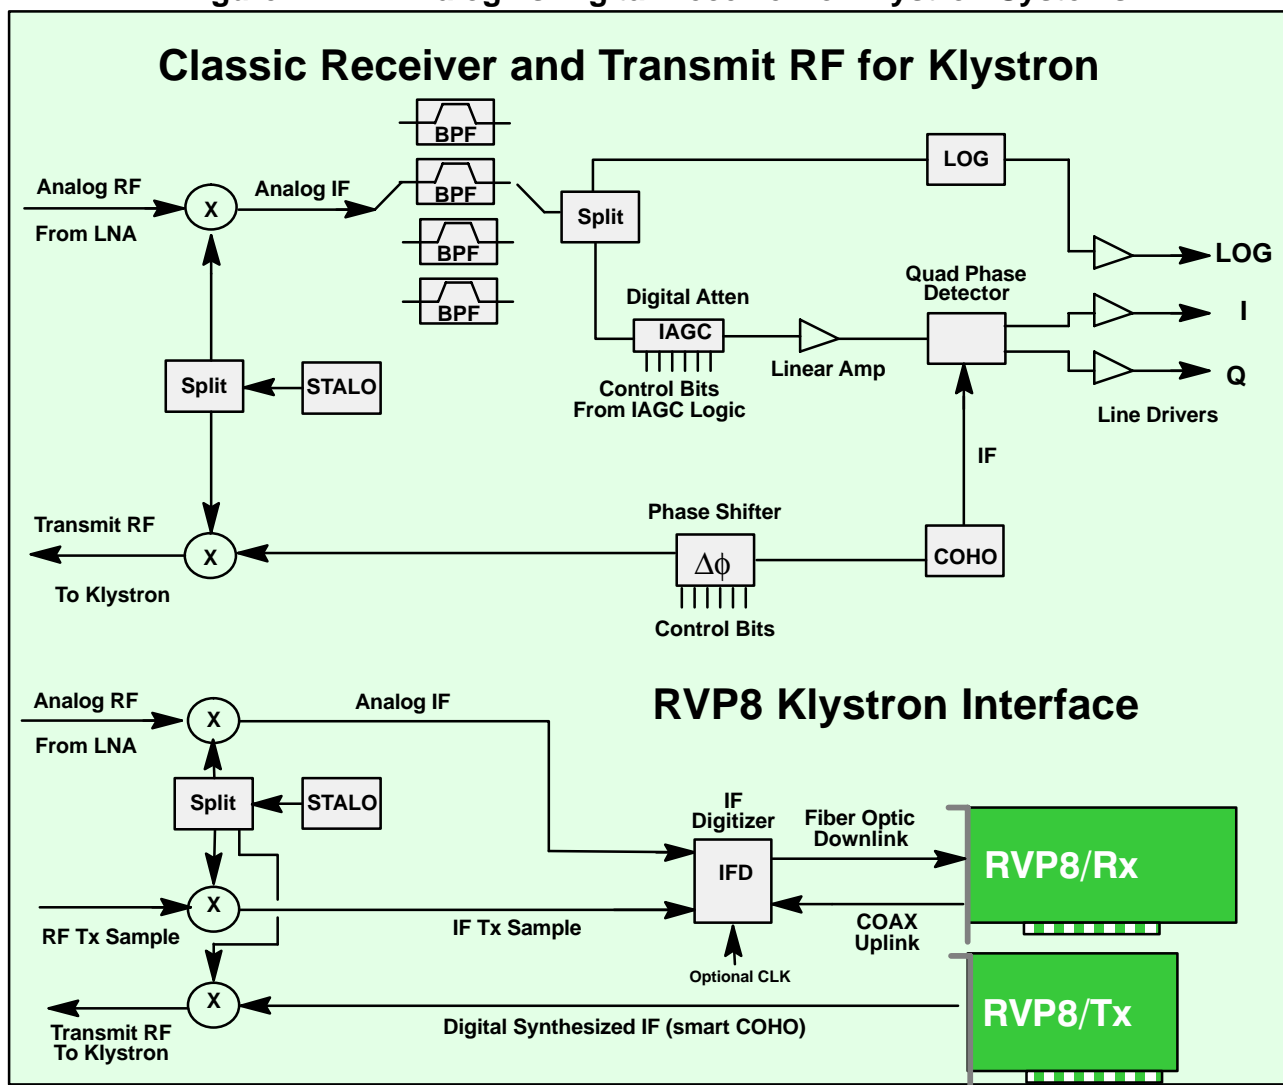 Classic Receiver and Transmit RF for Klystron
BPF
BPF
BPF
BPF
Analog RF
From LNA
X
Analog IF
Split
LOG
LOG
I
Q
Quad Phase
Detector
Digital Atten
IAGC
Control Bits
From IAGC Logic
Linear Amp
Line Drivers
Split
STALO
IF
Transmit RF
To Klystron
X
Phase Shifter
Δϕ
Control Bits
COHO
RVP8 Klystron Interface
Analog RF
From LNA
X
Analog IF
Split
STALO
IF
Digitizer
IFD
Fiber Optic
Downlink
RVP8/Rx
COAX
Uplink
RF Tx Sample
X
IF Tx Sample
Optional CLK
X
Transmit RF
To Klystron
Digital Synthesized IF (smart COHO)
RVP8/Tx